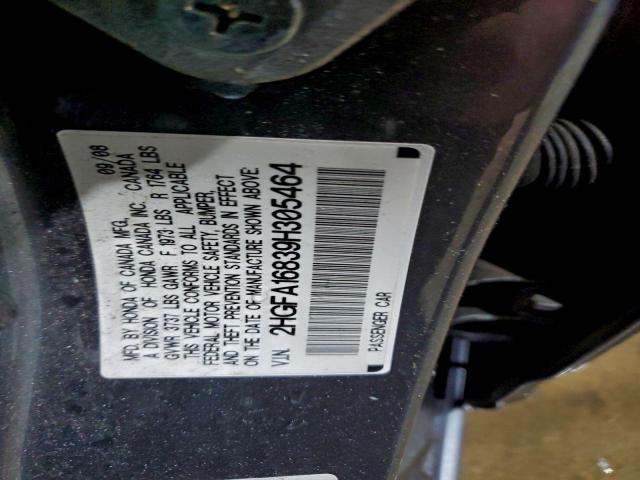 MFD. BY HONDA OF CANADA MFG., 09/08
A DIVISION OF HONDA CANADA INC., CANADA
GVWR 3737 LBS GAWR F 1973 LBS R 1764 LBS
THIS VEHICLE CONFORMS TO ALL APPLICABLE
FEDERAL MOTOR VEHICLE SAFETY, BUMPER,
AND THEFT PREVENTION STANDARDS IN EFFECT
ON THE DATE OF MANUFACTURE SHOWN ABOVE
VIN 2HGFA16839H305464
PASSENGER CAR